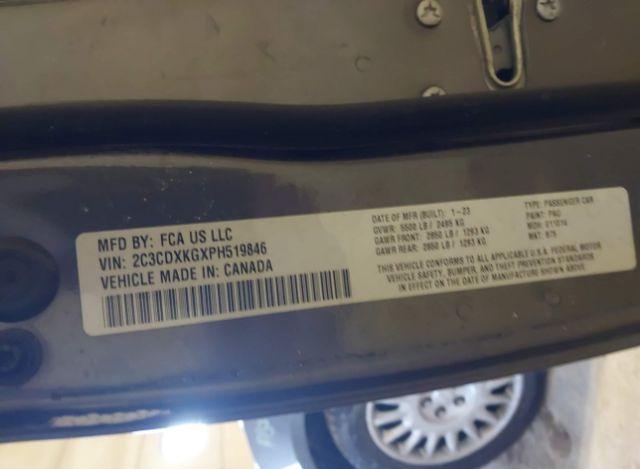 MFD BY: FCA US LLC
VIN: 2C3CDXKGXPH519846
VEHICLE MADE IN: CANADA
DATE OF MFR (BUILT): 1-23
GVWR: 5500 LB / 2495 KG
GAWR FRONT: 2850 LB / 1293 KG
GAWR REAR: 2850 LB / 1293 KG
TYPE: PASSENGER CAR
PAINT:
MDH:
MKT:
THIS VEHICLE CONFORMS TO ALL APPLICABLE U.S.A. FEDERAL MOTOR
VEHICLE SAFETY, BUMPER, AND THEFT PREVENTION STANDARDS
IN EFFECT ON THE DATE OF MANUFACTURE SHOWN ABOVE.